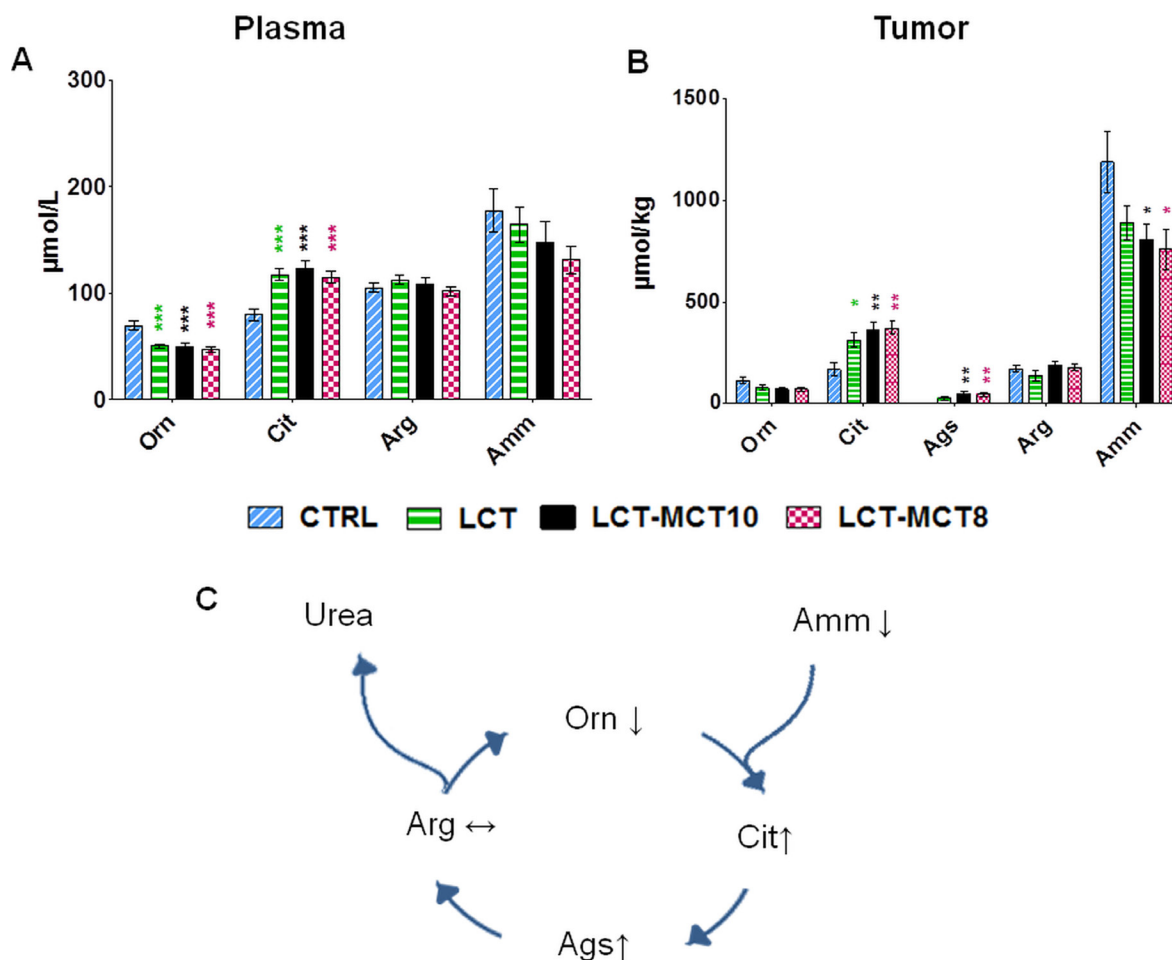 Plasma
Tumor
A
B
300
200
100
0
µmol/L
***
***
***
***
***
***
Orn
Cit
Arg
Amm
1500
1000
500
0
µmol/kg
*
**
**
**
**
*
*
Orn
Cit
Ags
Arg
Amm
CTRL LCT LCT-MCT10 LCT-MCT8
C
Urea
Amm ↓
Orn ↓
Arg ↔
Cit↑
Ags↑